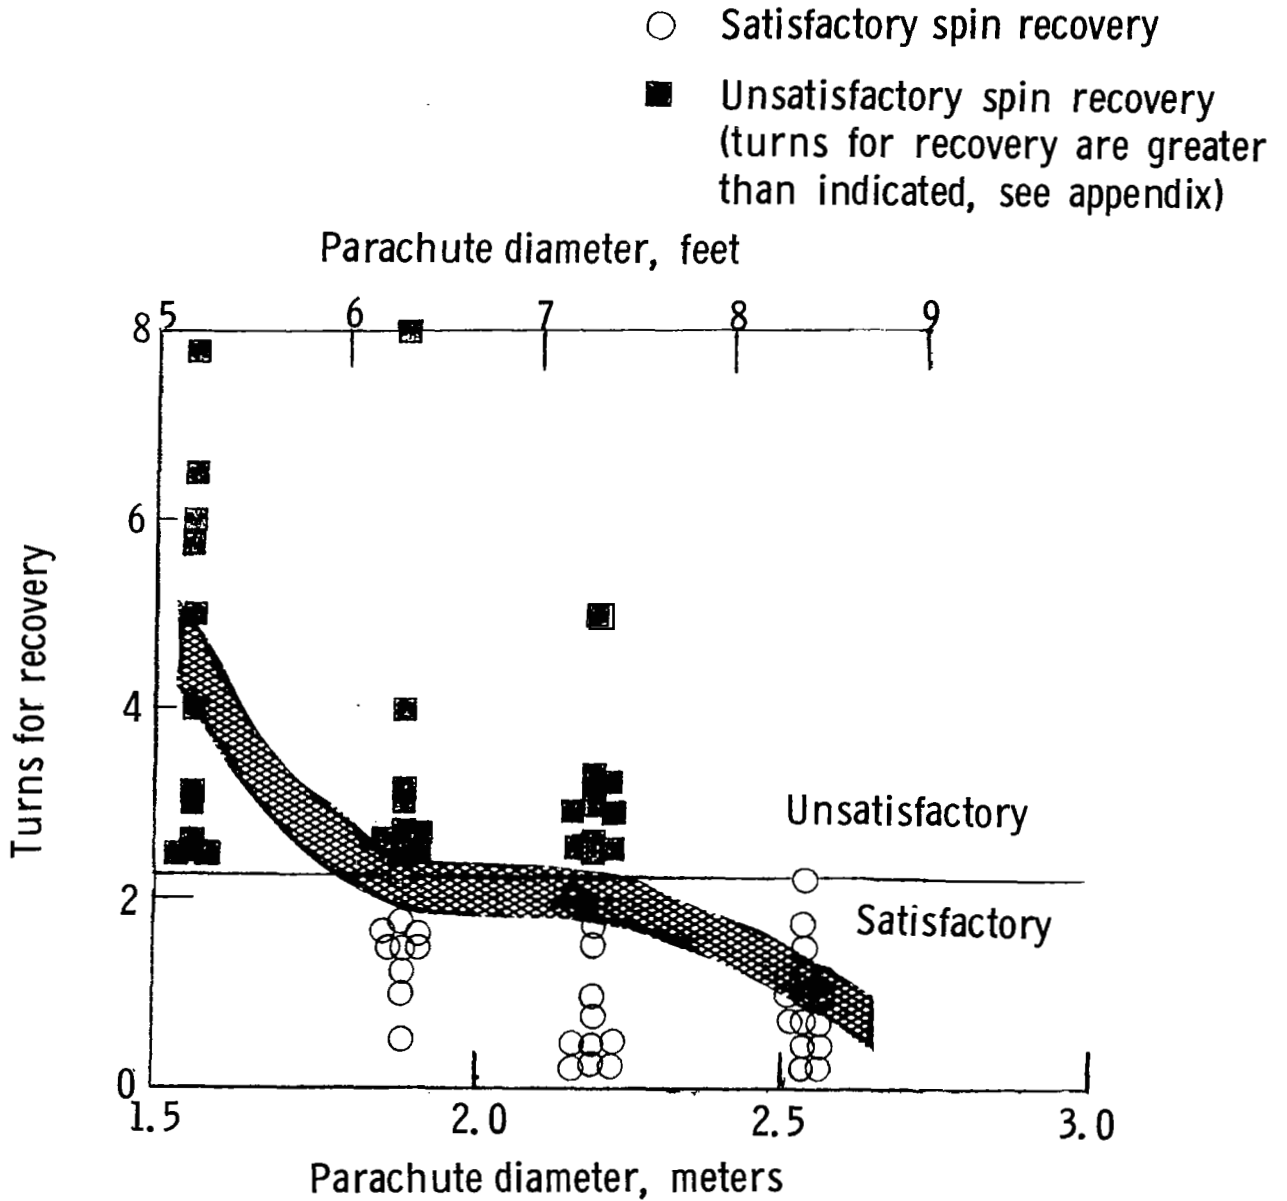 Satisfactory spin recovery
Unsatisfactory spin recovery
(turns for recovery are greater
than indicated, see appendix)
Parachute diameter, feet
5 6 7 8 9
8
6
4
2
0
Turns for recovery
Unsatisfactory
Satisfactory
1.5 2.0 2.5 3.0
Parachute diameter, meters